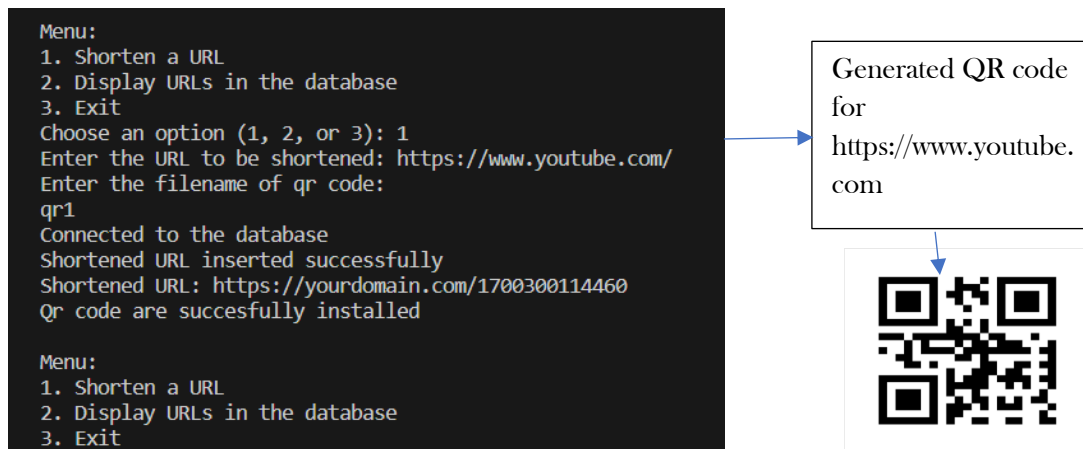 Menu:
1. Shorten a URL
2. Display URLs in the database
3. Exit
Choose an option (1, 2, or 3): 1
Enter the URL to be shortened: https://www.youtube.com/
Enter the filename of qr code:
qr1
Connected to the database
Shortened URL inserted successfully
Shortened URL: https://yourdomain.com/1700300114460
Qr code are succesfully installed
Menu:
1. Shorten a URL
2. Display URLs in the database
3. Exit
Generated QR code
for
https://www.youtube.
com